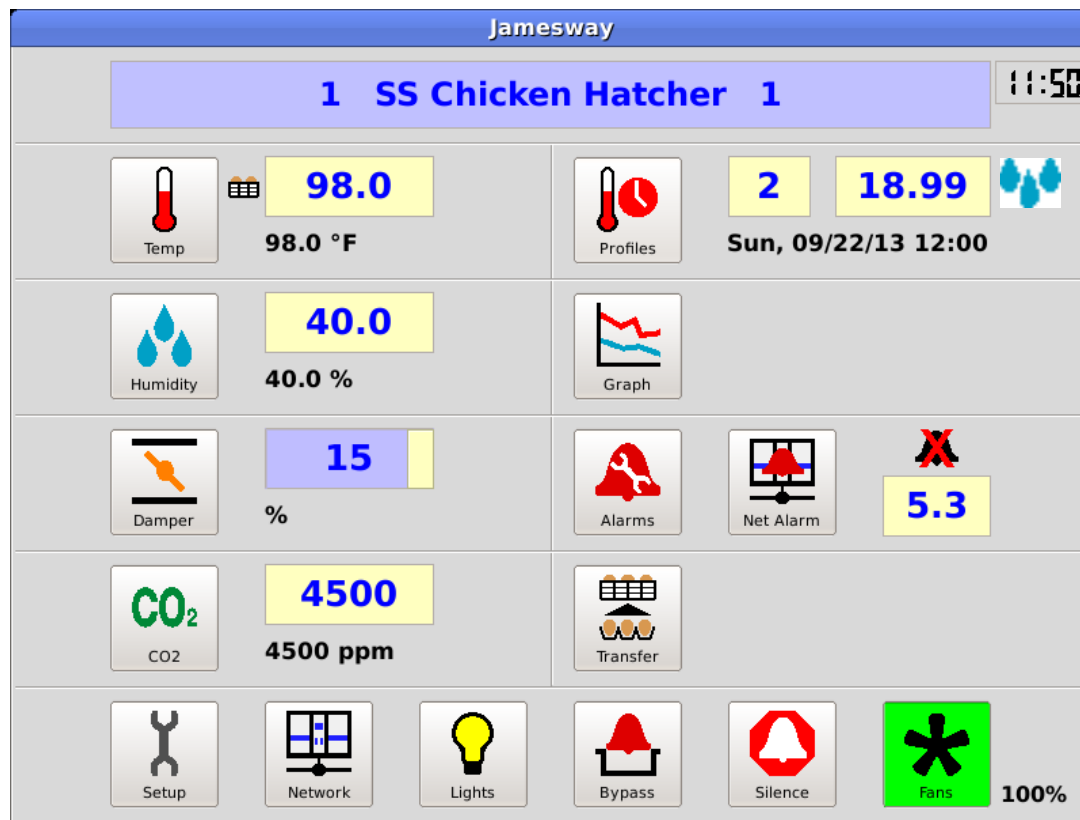 Jamesway
1 SS Chicken Hatcher 1
11:50
Temp
98.0
98.0 °F
Profiles
2
18.99
Sun, 09/22/13 12:00
Humidity
40.0
40.0 %
Graph
Damper
15
%
Alarms
Net Alarm
5.3
CO₂
CO2
4500
4500 ppm
Transfer
Setup
Network
Lights
Bypass
Silence
Fans
100%